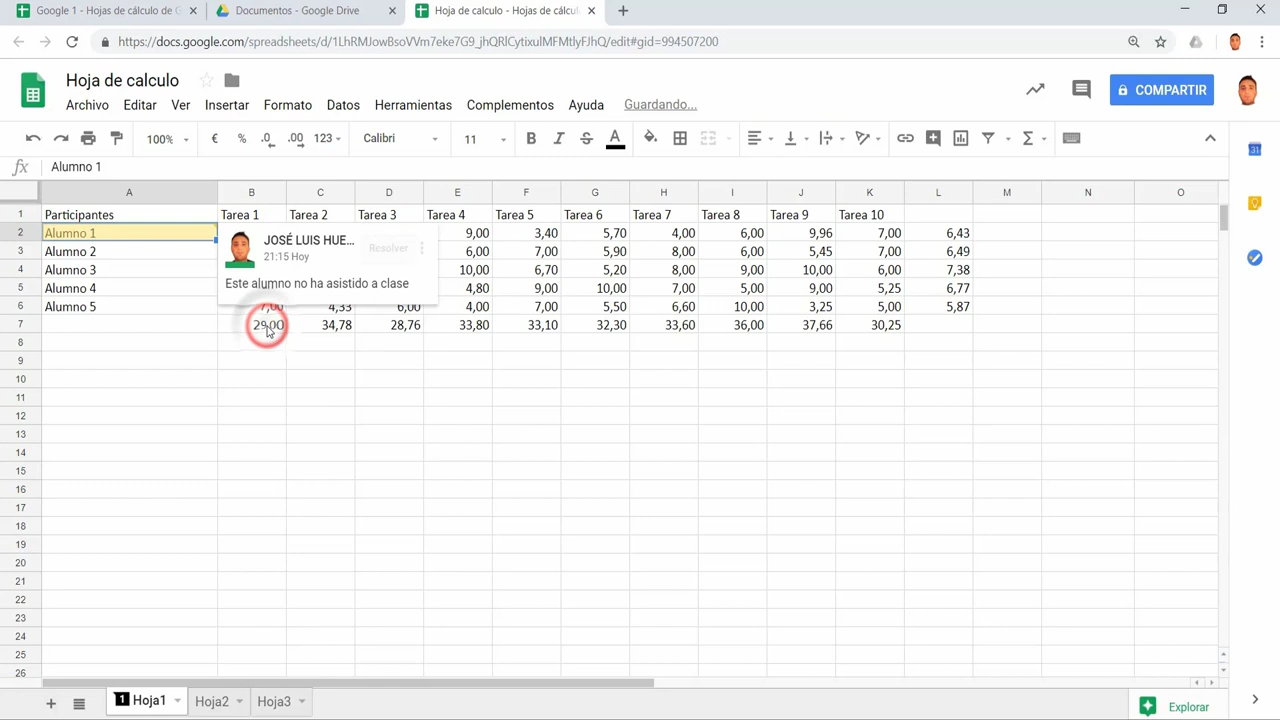 Google 1 - Hojas de cálculo de G
Documentos - Google Drive
Hoja de calculo - Hojas de cálcu
https://docs.google.com/spreadsheets/d/1LhRMJowBsoVVm7eke7G9_jhQRlCytixulMFMtlyFJhQ/edit#gid=994507200
Hoja de calculo
Archivo Editar Ver Insertar Formato Datos Herramientas Complementos Ayuda Guardando...
COMPARTIR
100% € % .0 .00 123 Calibri 11 B I S A Σ
31
fx Alumno 1
A B C D E F G H I J K L M N O
1 Participantes Tarea 1 Tarea 2 Tarea 3 Tarea 4 Tarea 5 Tarea 6 Tarea 7 Tarea 8 Tarea 9 Tarea 10
2 Alumno 1 9,00 3,40 5,70 4,00 6,00 9,96 7,00 6,43
3 Alumno 2 6,00 7,00 5,90 8,00 6,00 5,45 7,00 6,49
4 Alumno 3 10,00 6,70 5,20 8,00 9,00 10,00 6,00 7,38
5 Alumno 4 4,80 9,00 10,00 7,00 5,00 9,00 5,25 6,77
6 Alumno 5 7,00 4,33 6,00 4,00 7,00 5,50 6,60 10,00 3,25 5,00 5,87
7 29,00 34,78 28,76 33,80 33,10 32,30 33,60 36,00 37,66 30,25
JOSÉ LUIS HUE...
21:15 Hoy
Resolver
Este alumno no ha asistido a clase
8
9
10
11
12
13
14
15
16
17
18
19
20
21
22
23
24
25
26
1 Hoja1 Hoja2 Hoja3
Explorar